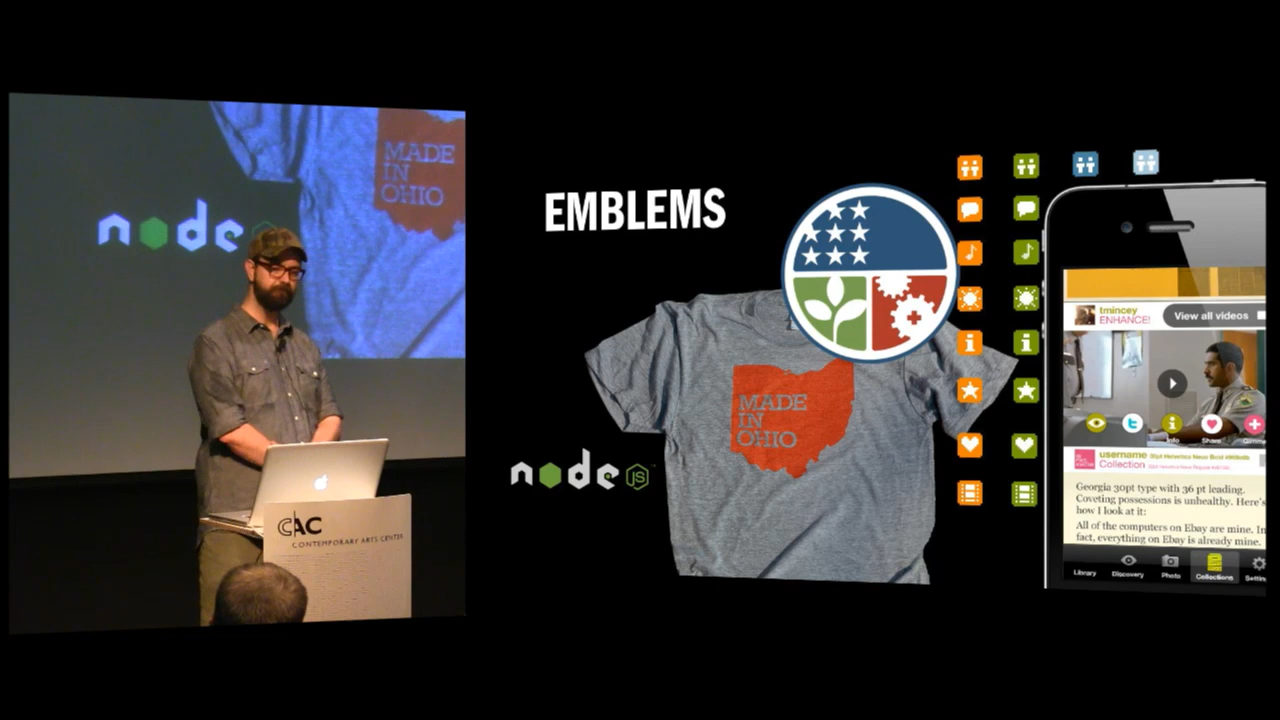 node
MADE
IN
OHIO
CAC
CONTEMPORARY ARTS CENTER
EMBLEMS
MADE
IN
OHIO
node
JS
tmincey
ENHANCE!
View all videos
Info
Share
username
Collection
Georgia 30pt type with 36 pt leading.
Coveting possessions is unhealthy. Here's
how I look at it:
All of the computers on Ebay are mine. In
fact, everything on Ebay is already mine.
Library
Discovery
Photo
Collections
Settin